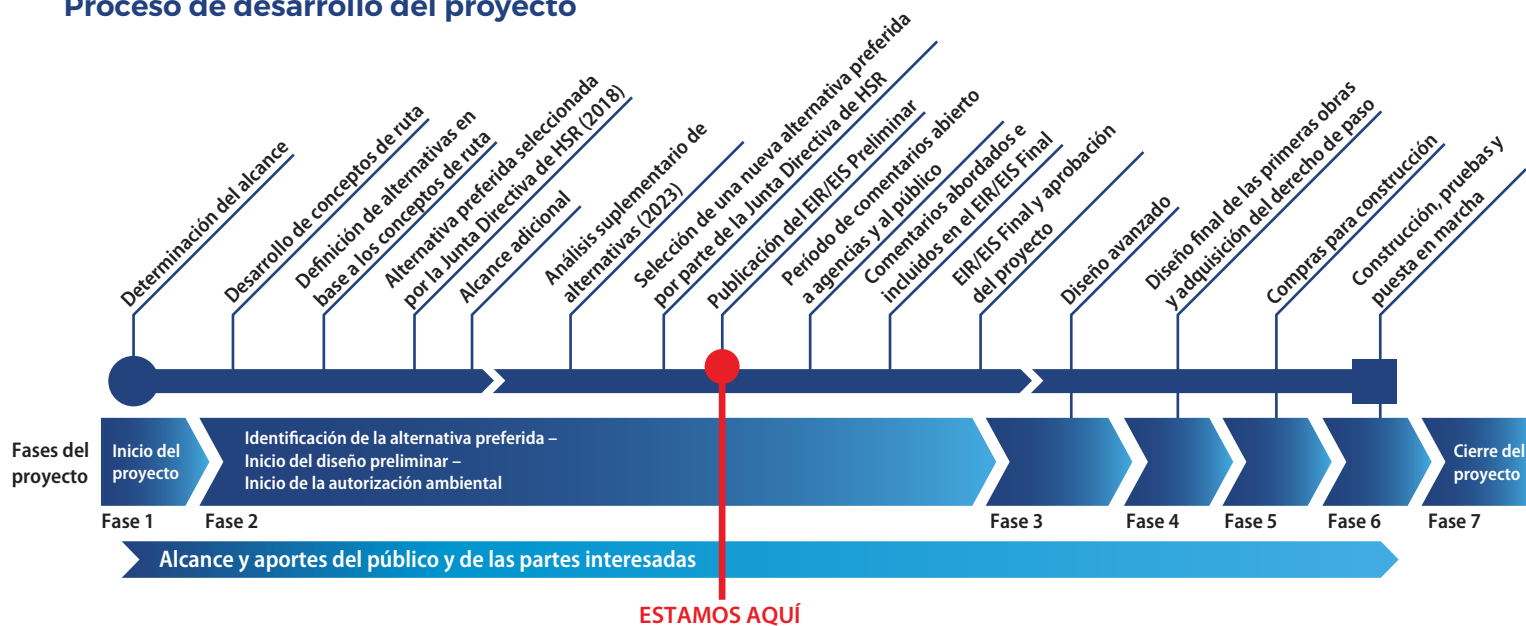 Proceso de desarrollo del proyecto
Determinación del alcance
Desarrollo de conceptos de ruta
Definición de alternativas en
base a los conceptos de ruta
Alternativa preferida seleccionada
por la Junta Directiva de HSR (2018)
Alcance adicional
Análisis suplementario de
alternativas (2023)
Selección de una nueva alternativa preferida
por parte de la Junta Directiva de HSR
Publicación del EIR/EIS Preliminar
Período de comentarios abierto
a agencias y al público
Comentarios abordados e
incluidos en el EIR/EIS Final
EIR/EIS Final y aprobación
del proyecto
Diseño avanzado
Diseño final de las primeras obras
y adquisición del derecho de paso
Compras para construcción
Construcción, pruebas y
puesta en marcha
Fases del
proyecto
Inicio del
proyecto
Identificación de la alternativa preferida –
Inicio del diseño preliminar –
Inicio de la autorización ambiental
Cierre del
proyecto
Fase 1
Fase 2
Fase 3
Fase 4
Fase 5
Fase 6
Fase 7
Alcance y aportes del público y de las partes interesadas
ESTAMOS AQUÍ